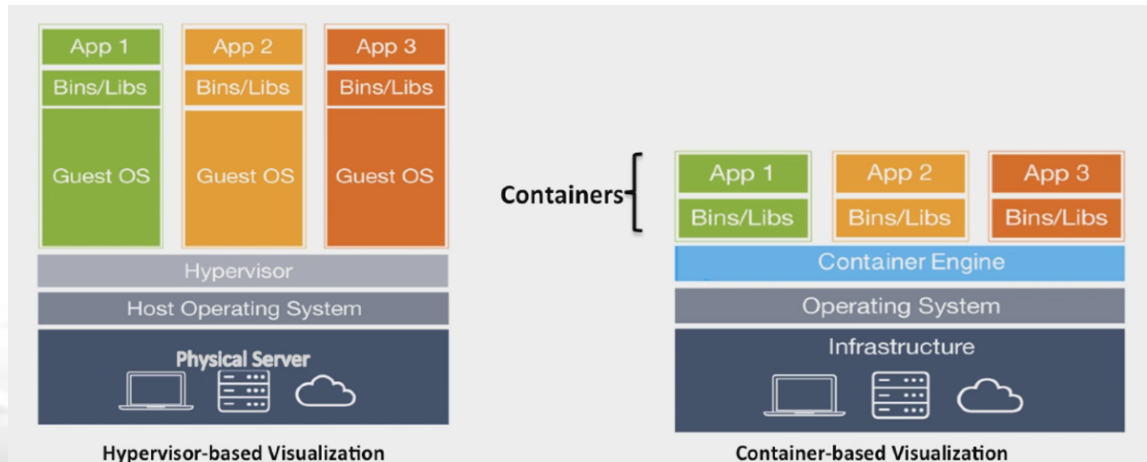 App 1
App 2
App 3
Bins/Libs
Bins/Libs
Bins/Libs
Guest OS
Guest OS
Guest OS
Hypervisor
Host Operating System
Physical Server
Hypervisor-based Visualization
Containers
App 1
App 2
App 3
Bins/Libs
Bins/Libs
Bins/Libs
Container Engine
Operating System
Infrastructure
Container-based Visualization